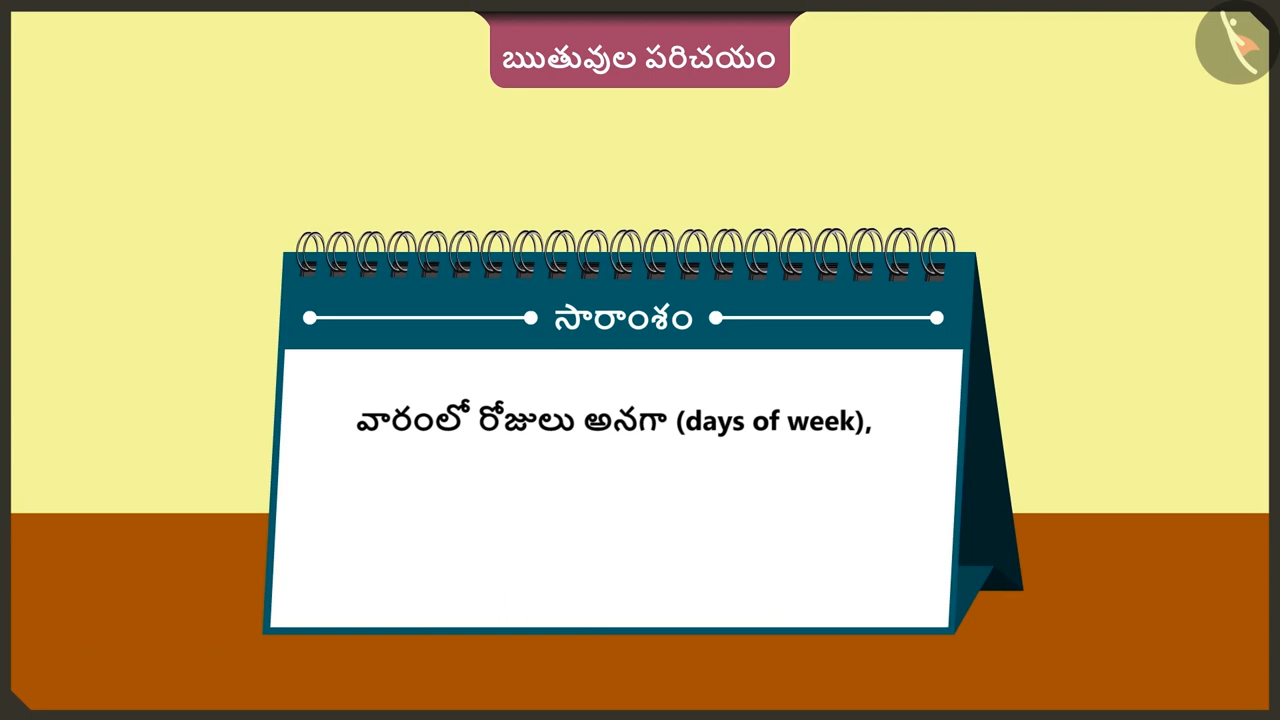 ఋతువుల పరిచయం
సారాంశం
వారంలో రోజులు అనగా (days of week),